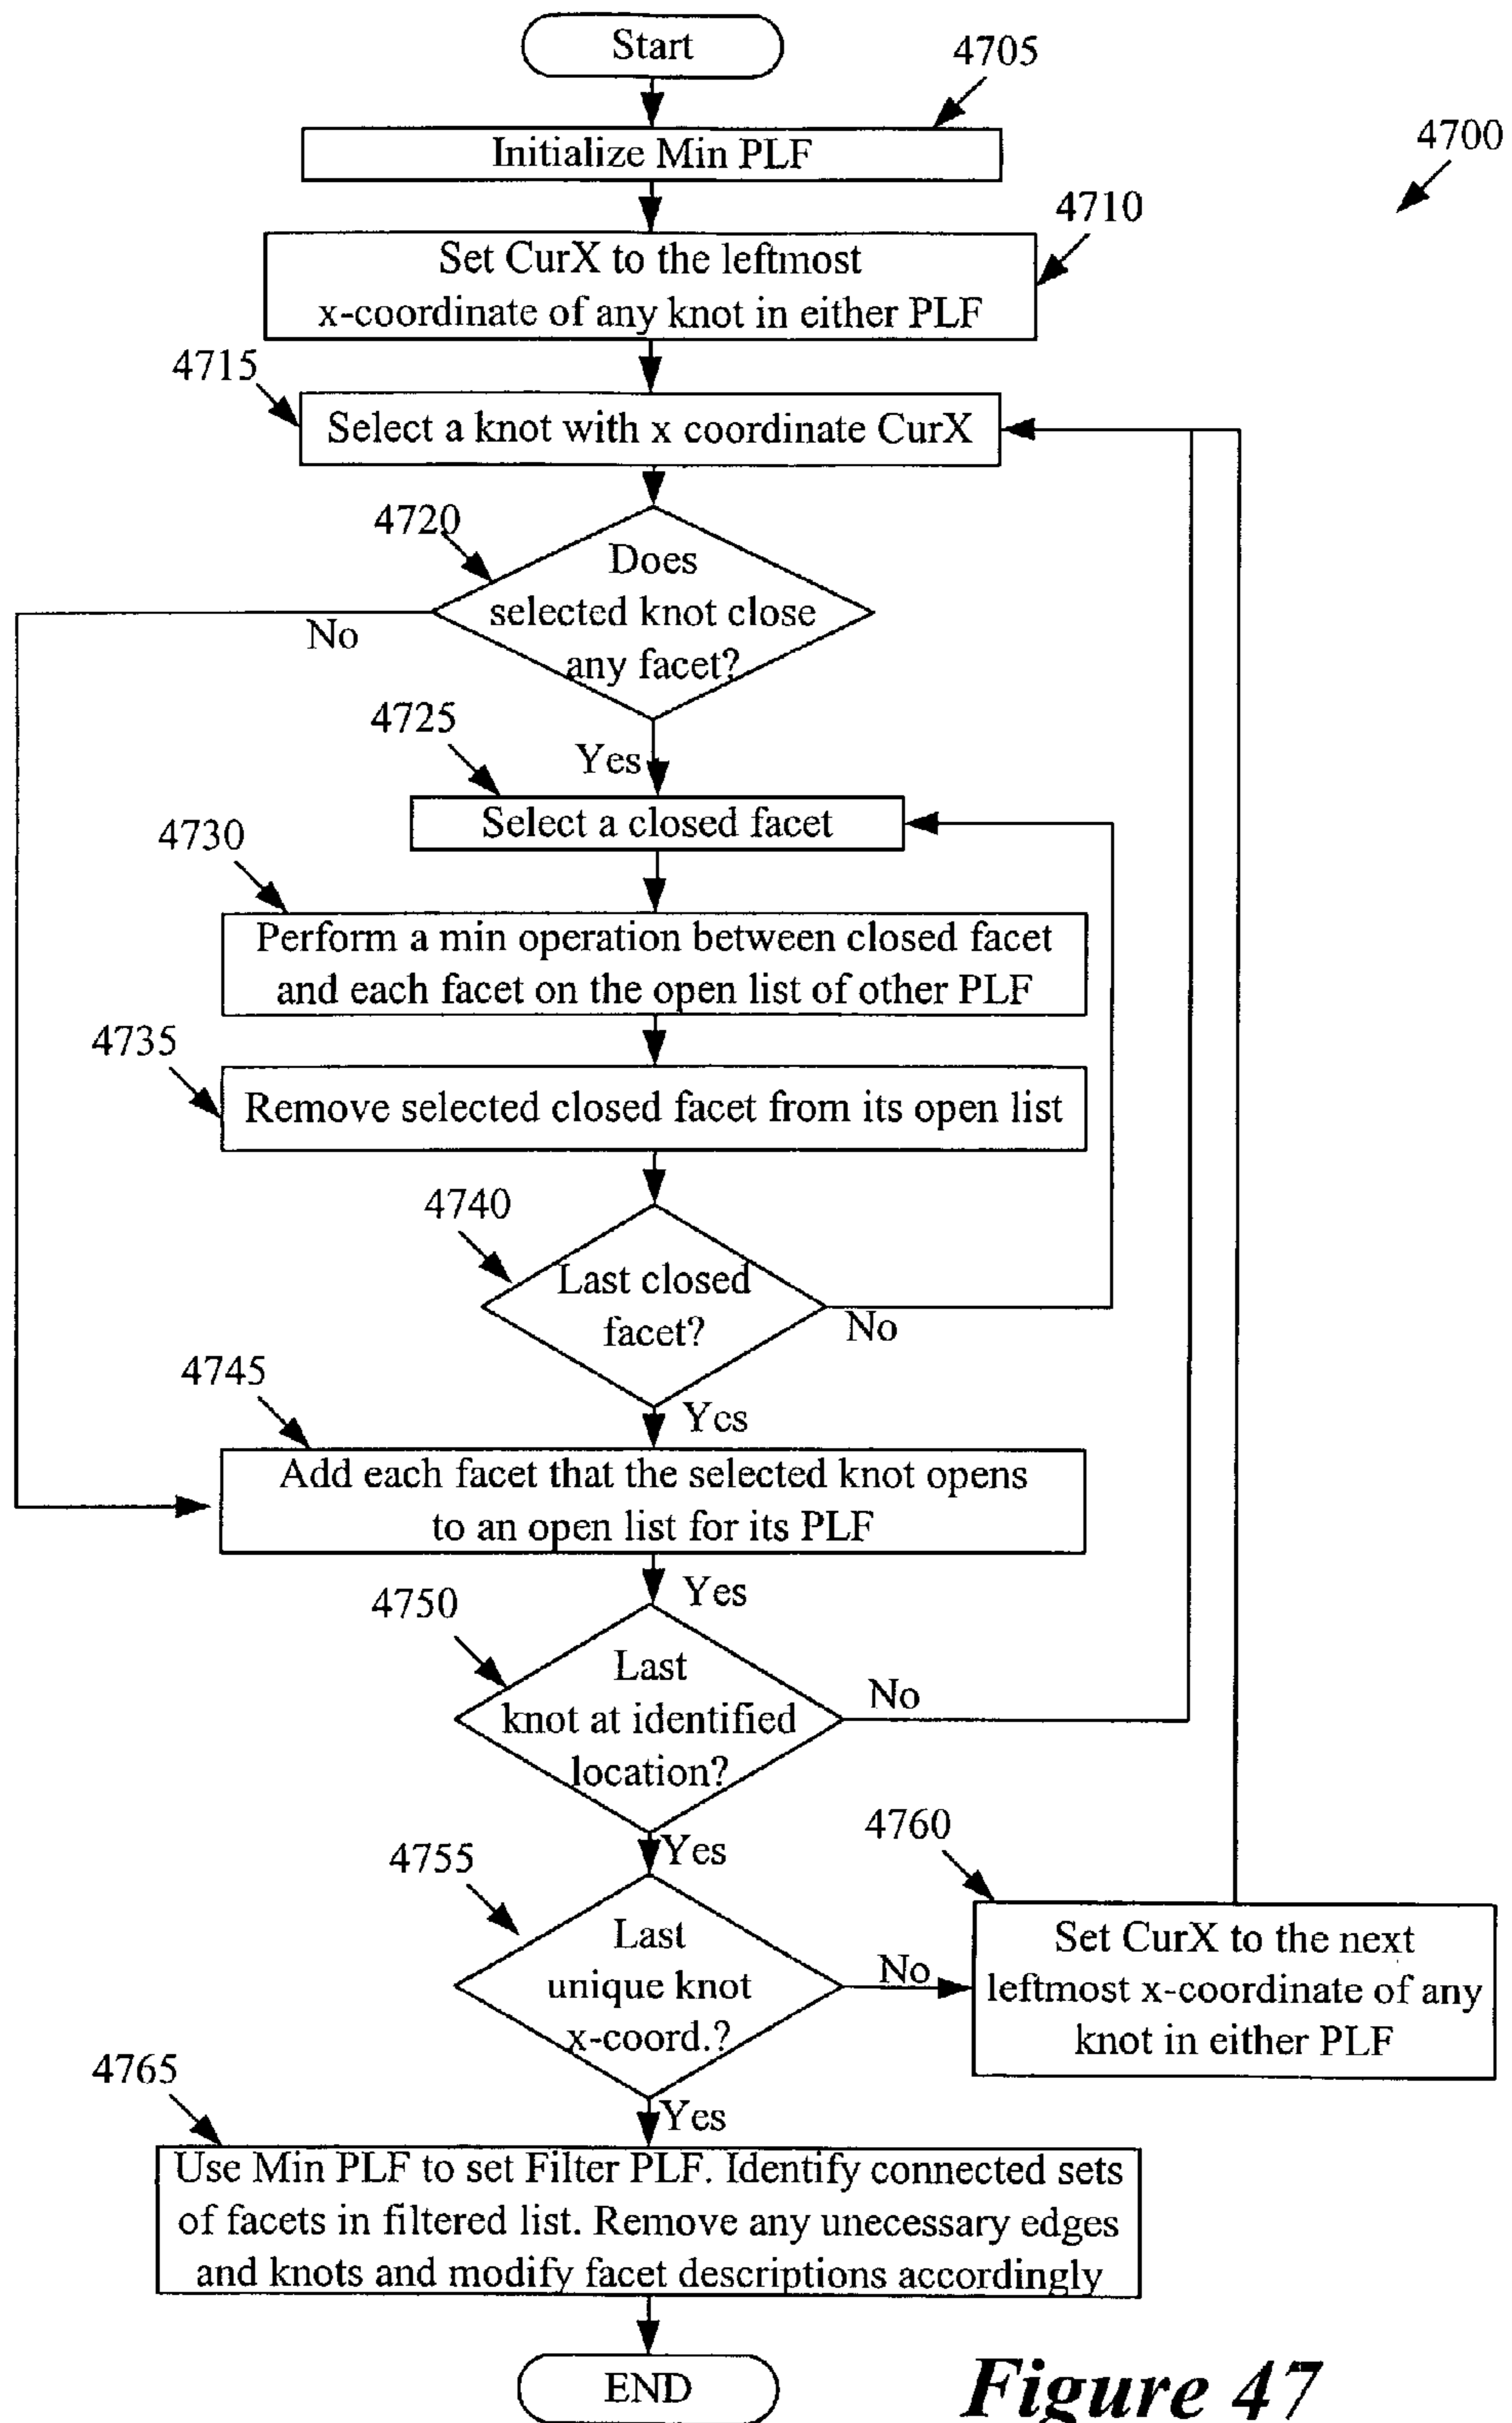 Start
4705
4700
Initialize Min PLF
4710
Set CurX to the leftmost
x-coordinate of any knot in either PLF
4715
Select a knot with x coordinate CurX
4720
Does
selected knot close
any facet?
No
4725
Yes
Select a closed facet
4730
Perform a min operation between closed facet
and each facet on the open list of other PLF
4735
Remove selected closed facet from its open list
4740
Last closed
facet?
No
4745
Yes
Add each facet that the selected knot opens
to an open list for its PLF
4750
Yes
Last
knot at identified
location?
No
4755
Yes
4760
Last
unique knot
x-coord.?
No
Set CurX to the next
leftmost x-coordinate of any
knot in either PLF
4765
Yes
Use Min PLF to set Filter PLF. Identify connected sets
of facets in filtered list. Remove any unecessary edges
and knots and modify facet descriptions accordingly
END
Figure 47